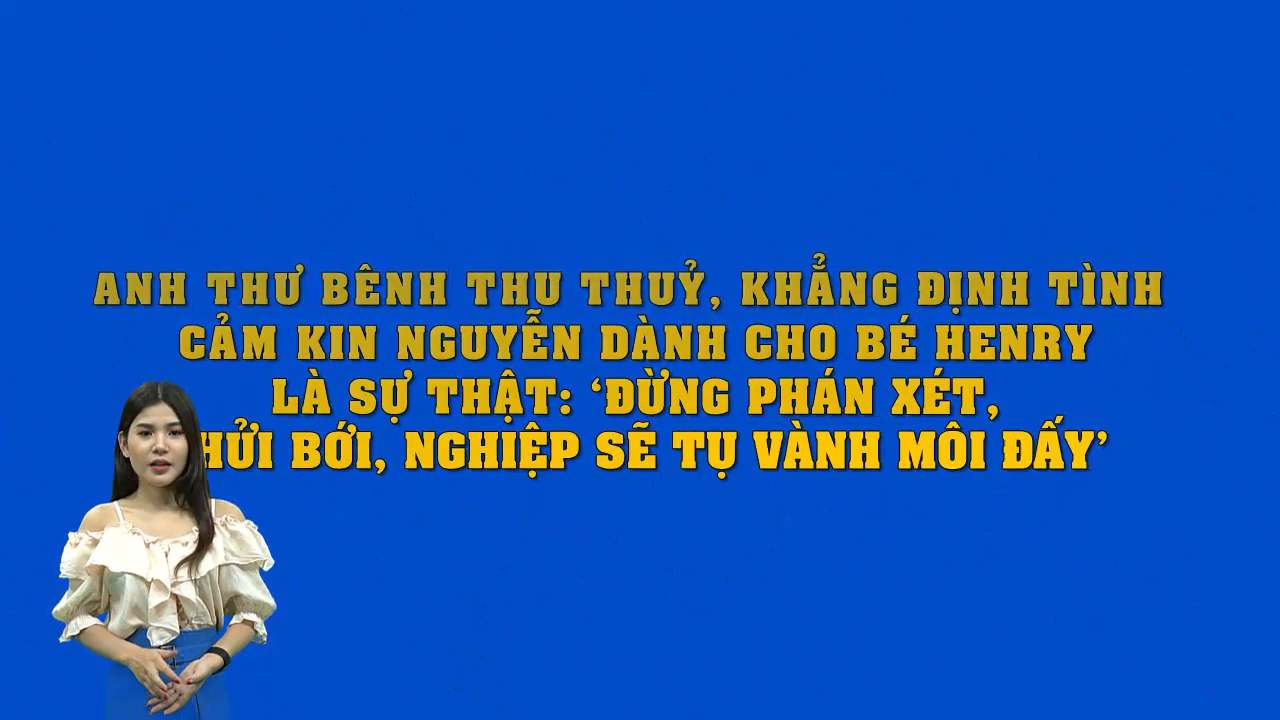 ANH THƯ BÊNH THU THUỶ, KHẲNG ĐỊNH TÌNH
CẢM KIN NGUYỄN DÀNH CHO BÉ HENRY
LÀ SỰ THẬT: ‘ĐỪNG PHÁN XÉT,
BỚI, NGHIỆP SẼ TỤ VÀNH MÔI ĐẤY’